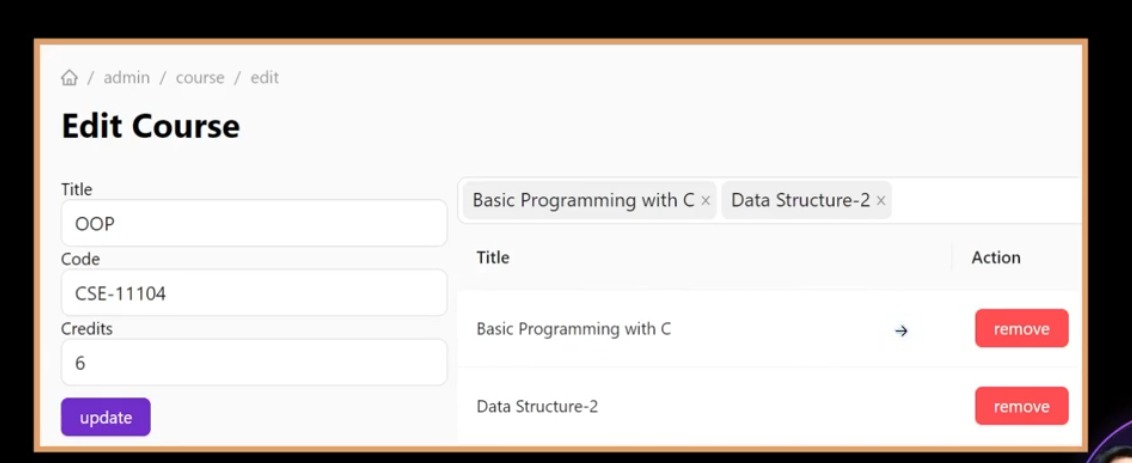 / admin / course / edit
Edit Course
Title
OOP
Code
CSE-11104
Credits
6
update
Basic Programming with C × Data Structure-2 ×
Title Action
Basic Programming with C → remove
Data Structure-2 remove